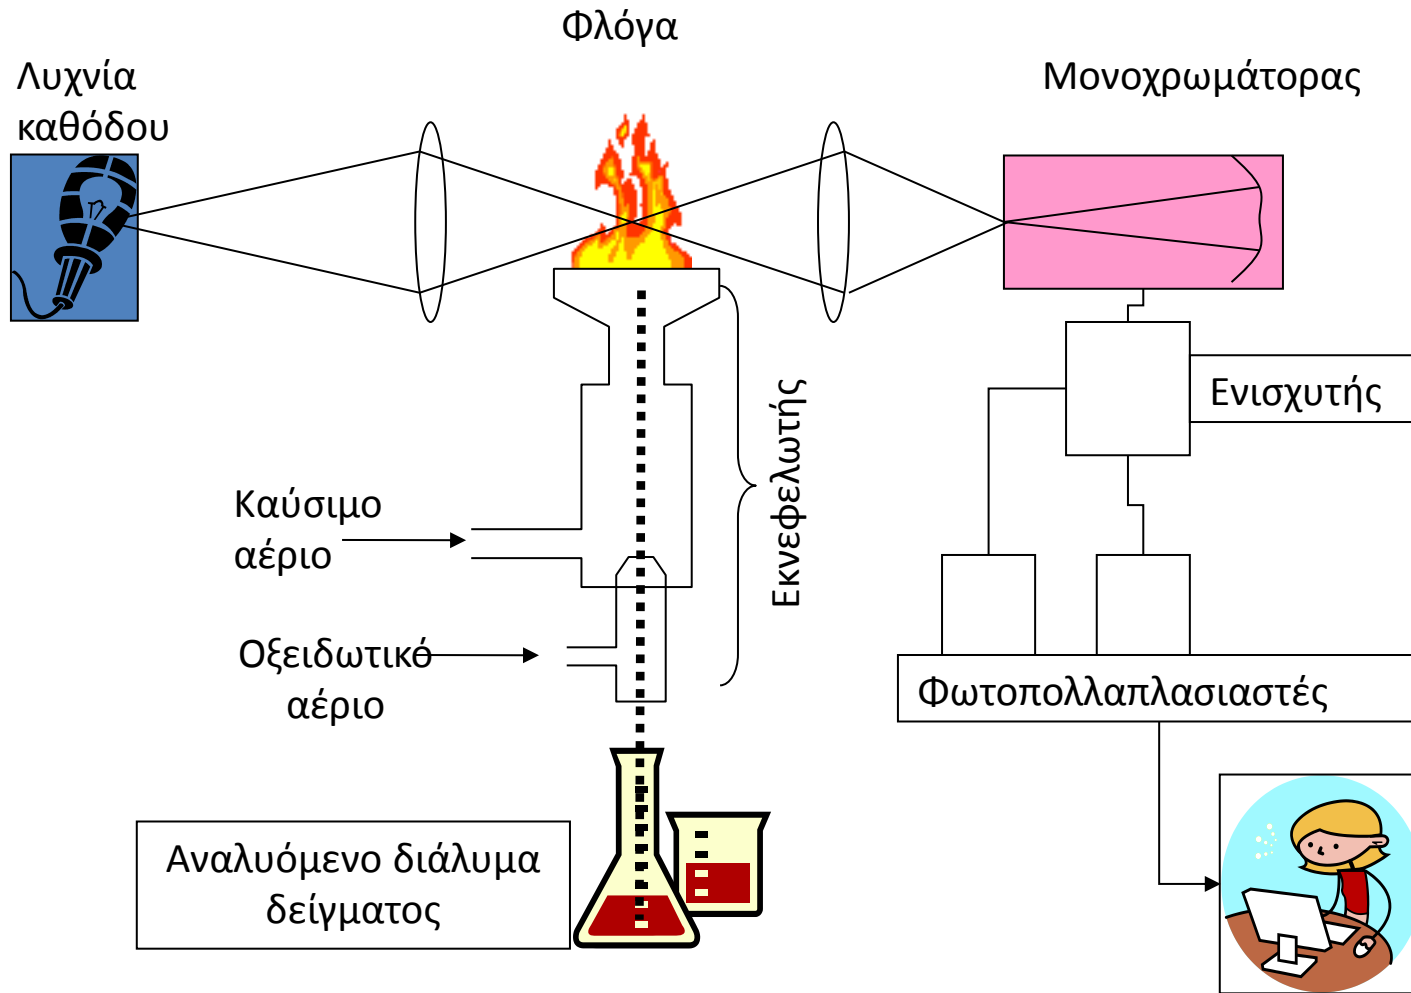 Φλόγα
Λυχνία
καθόδου
Μονοχρωμάτορας
Ενισχυτής
Εκνεφελωτής
Καύσιμο
αέριο
Οξειδωτικό
αέριο
Φωτοπολλαπλασιαστές
Αναλυόμενο διάλυμα
δείγματος